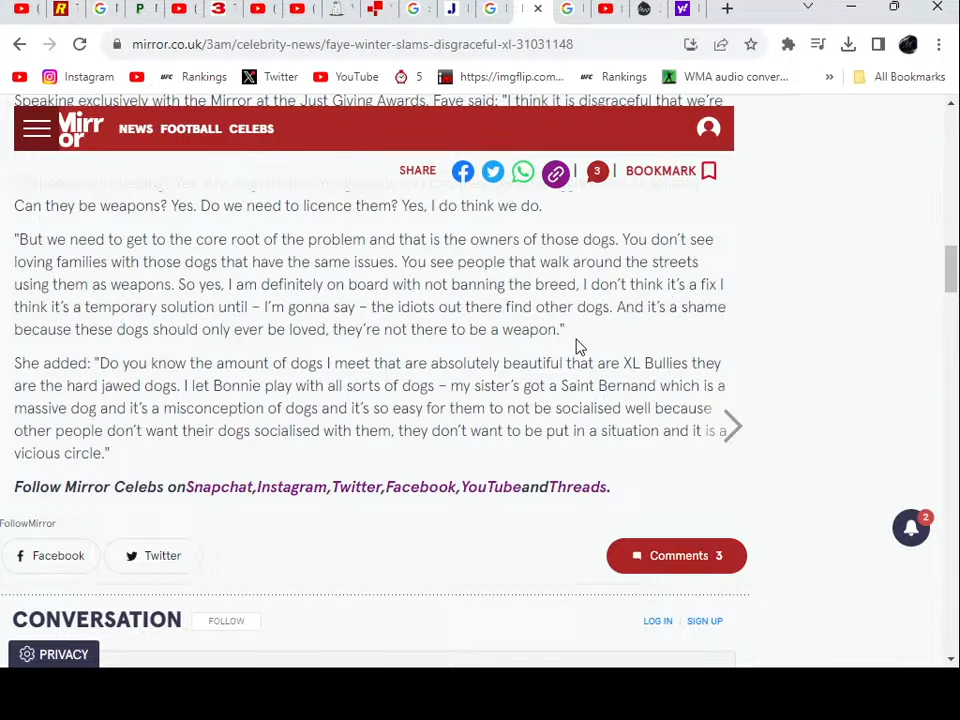 mirror.co.uk/3am/celebrity-news/faye-winter-slams-disgraceful-xl-31031148
Instagram UFC Rankings Twitter YouTube 5 https://imgflip.com... UFC Rankings WMA audio conver... » All Bookmarks
Speaking exclusively with the Mirror at the Just Giving Awards, Faye said: "I think it is disgraceful that we're
Mirror NEWS FOOTBALL CELEBS
SHARE 3 BOOKMARK
Can they be weapons? Yes. Do we need to licence them? Yes, I do think we do.
"But we need to get to the core root of the problem and that is the owners of those dogs. You don't see
loving families with those dogs that have the same issues. You see people that walk around the streets
using them as weapons. So yes, I am definitely on board with not banning the breed, I don't think it's a fix I
think it's a temporary solution until – I'm gonna say – the idiots out there find other dogs. And it's a shame
because these dogs should only ever be loved, they're not there to be a weapon."
She added: "Do you know the amount of dogs I meet that are absolutely beautiful that are XL Bullies they
are the hard jawed dogs. I let Bonnie play with all sorts of dogs – my sister's got a Saint Bernand which is a
massive dog and it's a misconception of dogs and it's so easy for them to not be socialised well because
other people don't want their dogs socialised with them, they don't want to be put in a situation and it is a
vicious circle."
Follow Mirror Celebs onSnapchat,Instagram,Twitter,Facebook,YouTubeandThreads.
FollowMirror
Facebook Twitter
Comments 3
2
CONVERSATION FOLLOW LOG IN SIGN UP
PRIVACY